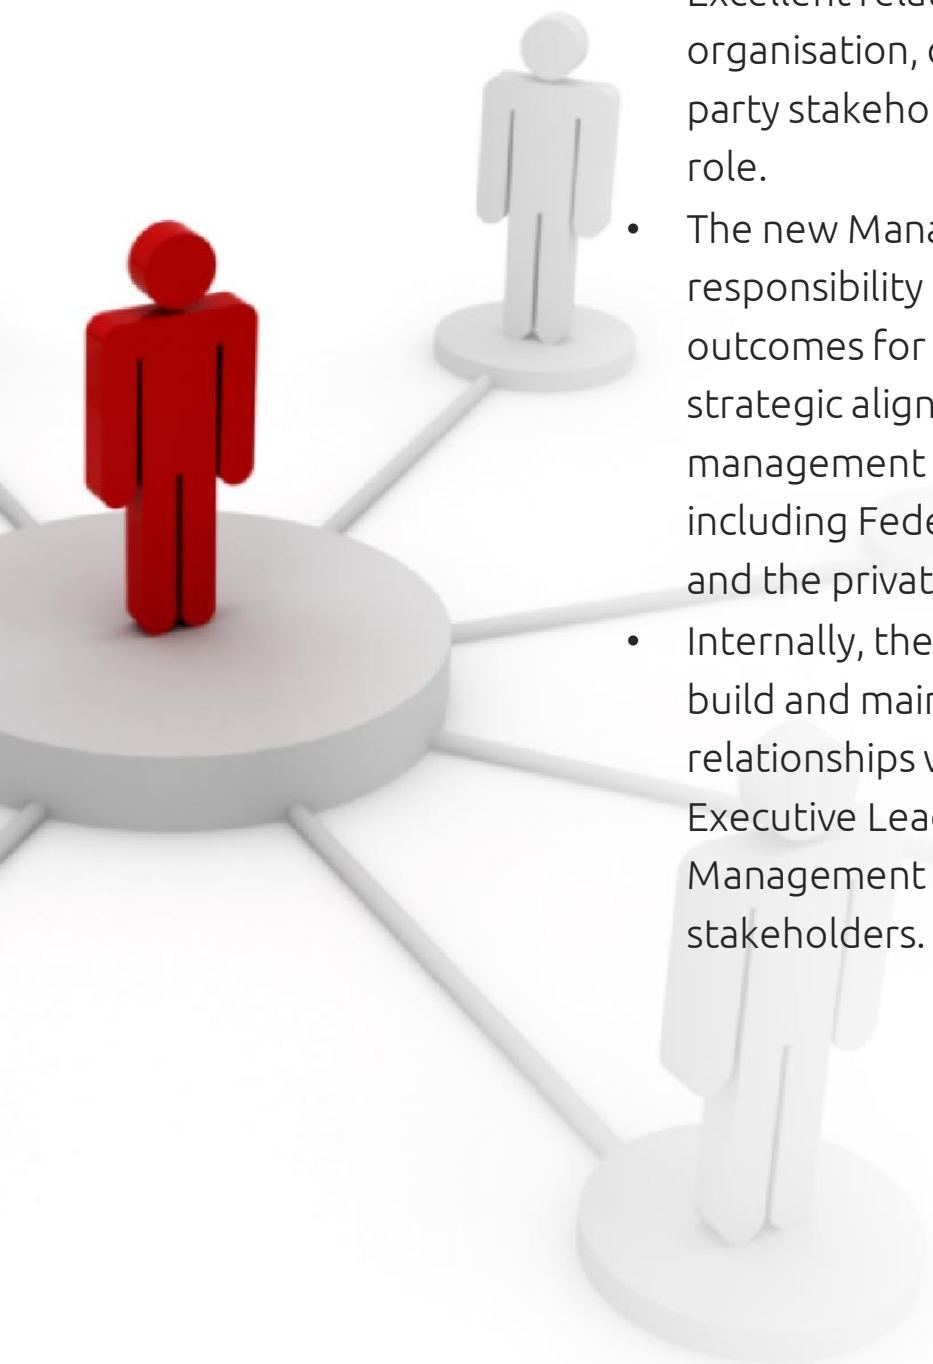 organisation,
party stakeho
role.
• The new Mana
responsibility
outcomes for
strategic align
management
including Fede
and the privat
• Internally, the
build and main
relationships
Executive Lea
Management
stakeholders.